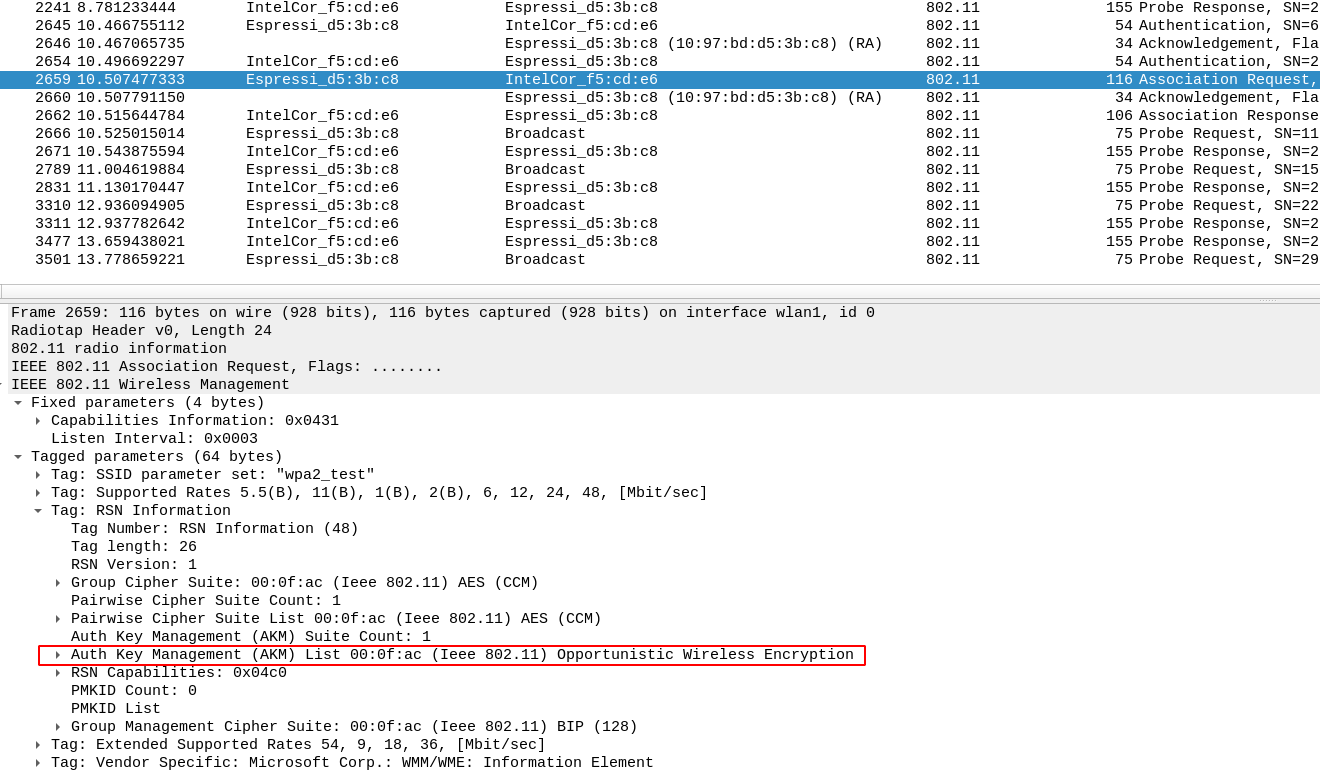 2241 8.781233444 IntelCor_f5:cd:e6 Espressi_d5:3b:c8 802.11 155 Probe Response, SN=2
2645 10.466755112 Espressi_d5:3b:c8 IntelCor_f5:cd:e6 802.11 54 Authentication, SN=6
2646 10.467065735 Espressi_d5:3b:c8 (10:97:bd:d5:3b:c8) (RA) 802.11 34 Acknowledgement, Fla
2654 10.496692297 IntelCor_f5:cd:e6 Espressi_d5:3b:c8 802.11 54 Authentication, SN=2
2659 10.507477333 Espressi_d5:3b:c8 IntelCor_f5:cd:e6 802.11 116 Association Request,
2660 10.507791150 Espressi_d5:3b:c8 (10:97:bd:d5:3b:c8) (RA) 802.11 34 Acknowledgement, Fla
2662 10.515644784 IntelCor_f5:cd:e6 Espressi_d5:3b:c8 802.11 106 Association Response
2666 10.525015014 Espressi_d5:3b:c8 Broadcast 802.11 75 Probe Request, SN=11
2671 10.543875594 IntelCor_f5:cd:e6 Espressi_d5:3b:c8 802.11 155 Probe Response, SN=2
2789 11.004619884 Espressi_d5:3b:c8 Broadcast 802.11 75 Probe Request, SN=15
2831 11.130170447 IntelCor_f5:cd:e6 Espressi_d5:3b:c8 802.11 155 Probe Response, SN=2
3310 12.936094905 Espressi_d5:3b:c8 Broadcast 802.11 75 Probe Request, SN=22
3311 12.937782642 IntelCor_f5:cd:e6 Espressi_d5:3b:c8 802.11 155 Probe Response, SN=2
3477 13.659438021 IntelCor_f5:cd:e6 Espressi_d5:3b:c8 802.11 155 Probe Response, SN=2
3501 13.778659221 Espressi_d5:3b:c8 Broadcast 802.11 75 Probe Request, SN=29
Frame 2659: 116 bytes on wire (928 bits), 116 bytes captured (928 bits) on interface wlan1, id 0
Radiotap Header v0, Length 24
802.11 radio information
IEEE 802.11 Association Request, Flags: ........
IEEE 802.11 Wireless Management
Fixed parameters (4 bytes)
Capabilities Information: 0x0431
Listen Interval: 0x0003
Tagged parameters (64 bytes)
Tag: SSID parameter set: "wpa2_test"
Tag: Supported Rates 5.5(B), 11(B), 1(B), 2(B), 6, 12, 24, 48, [Mbit/sec]
Tag: RSN Information
Tag Number: RSN Information (48)
Tag length: 26
RSN Version: 1
Group Cipher Suite: 00:0f:ac (Ieee 802.11) AES (CCM)
Pairwise Cipher Suite Count: 1
Pairwise Cipher Suite List 00:0f:ac (Ieee 802.11) AES (CCM)
Auth Key Management (AKM) Suite Count: 1
Auth Key Management (AKM) List 00:0f:ac (Ieee 802.11) Opportunistic Wireless Encryption
RSN Capabilities: 0x04c0
PMKID Count: 0
PMKID List
Group Management Cipher Suite: 00:0f:ac (Ieee 802.11) BIP (128)
Tag: Extended Supported Rates 54, 9, 18, 36, [Mbit/sec]
Tag: Vendor Specific: Microsoft Corp.: WMM/WME: Information Element